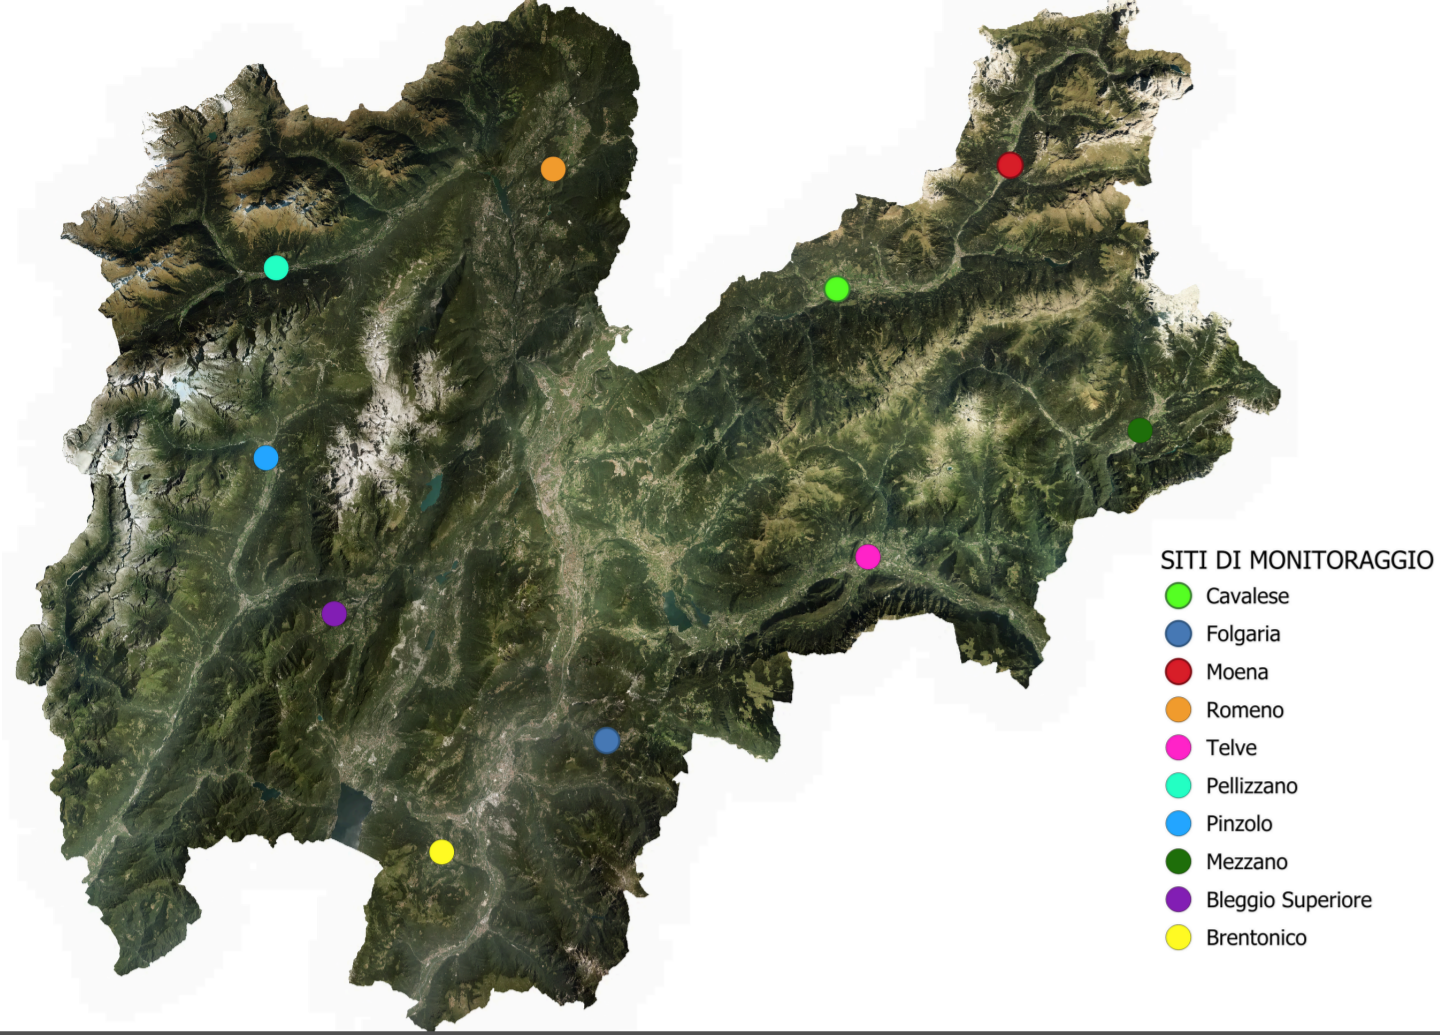 SITI DI MONITORAGGIO
Cavalese
Folgaria
Moena
Romeno
Telve
Pellizzano
Pinzolo
Mezzano
Bleggio Superiore
Brentonico